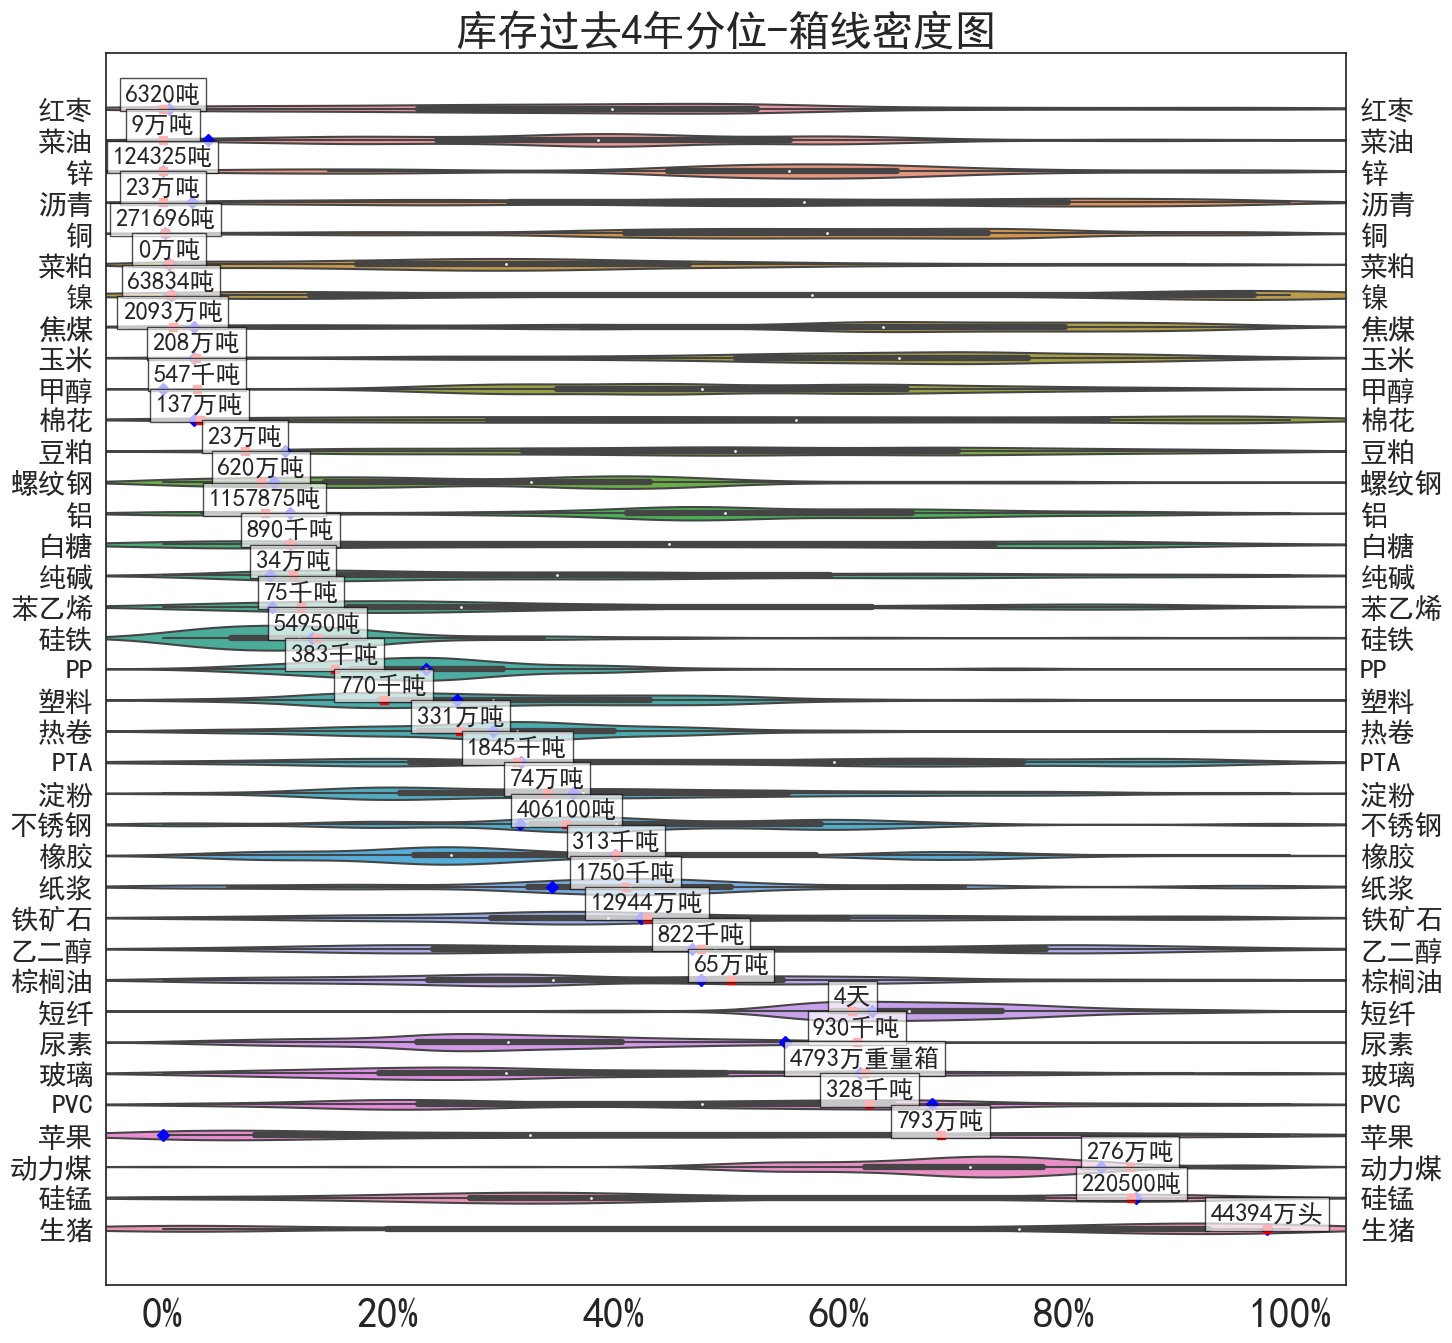 库存过去4年分位-箱线密度图
红枣 6320吨 红枣
菜油 9万吨 菜油
锌 124325吨 锌
沥青 23万吨 沥青
铜 271696吨 铜
菜粕 0万吨 菜粕
镍 63834吨 镍
焦煤 2093万吨 焦煤
玉米 208万吨 玉米
甲醇 547千吨 甲醇
棉花 137万吨 棉花
豆粕 23万吨 豆粕
螺纹钢 620万吨 螺纹钢
铝 1157875吨 铝
白糖 890千吨 白糖
纯碱 34万吨 纯碱
苯乙烯 75千吨 苯乙烯
硅铁 54950吨 硅铁
PP 383千吨 PP
塑料 770千吨 塑料
热卷 331万吨 热卷
PTA 1845千吨 PTA
淀粉 74万吨 淀粉
不锈钢 406100吨 不锈钢
橡胶 313千吨 橡胶
纸浆 1750千吨 纸浆
铁矿石 12944万吨 铁矿石
乙二醇 822千吨 乙二醇
棕榈油 65万吨 棕榈油
短纤 4天 短纤
尿素 930千吨 尿素
玻璃 4793万重量箱 玻璃
PVC 328千吨 PVC
苹果 793万吨 苹果
动力煤 276万吨 动力煤
硅锰 220500吨 硅锰
生猪 44394万头 生猪
0% 20% 40% 60% 80% 100%